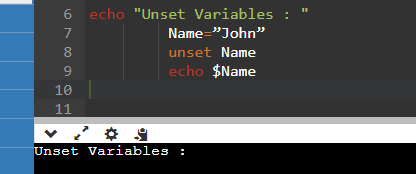 6 echo "Unset Variables : "
7 Name=”John”
8 unset Name
9 echo $Name
10
11
Unset Variables :